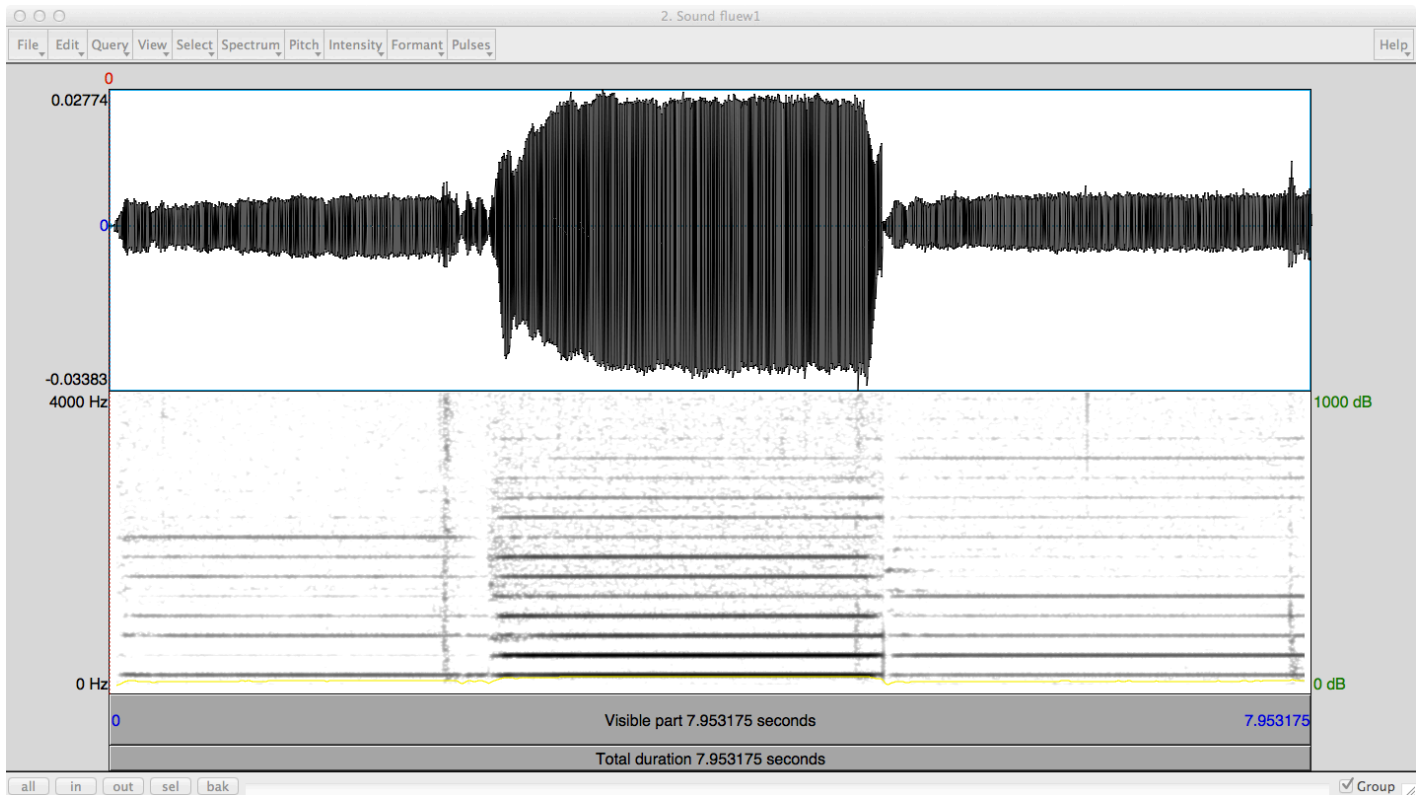 2. Sound fluew1
File Edit Query View Select Spectrum Pitch Intensity Formant Pulses Help
0
0.02774
0
-0.03383
4000 Hz 1000 dB
0 Hz 0 dB
0 Visible part 7.953175 seconds 7.953175
Total duration 7.953175 seconds
all in out sel bak Group